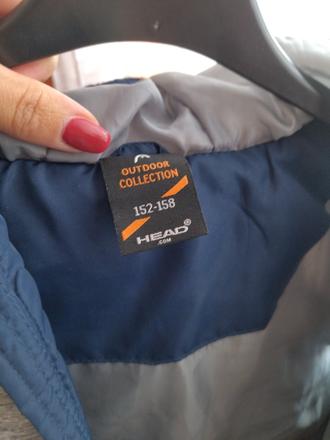 OUTDOOR
COLLECTION
152-158
HEAD®
.COM